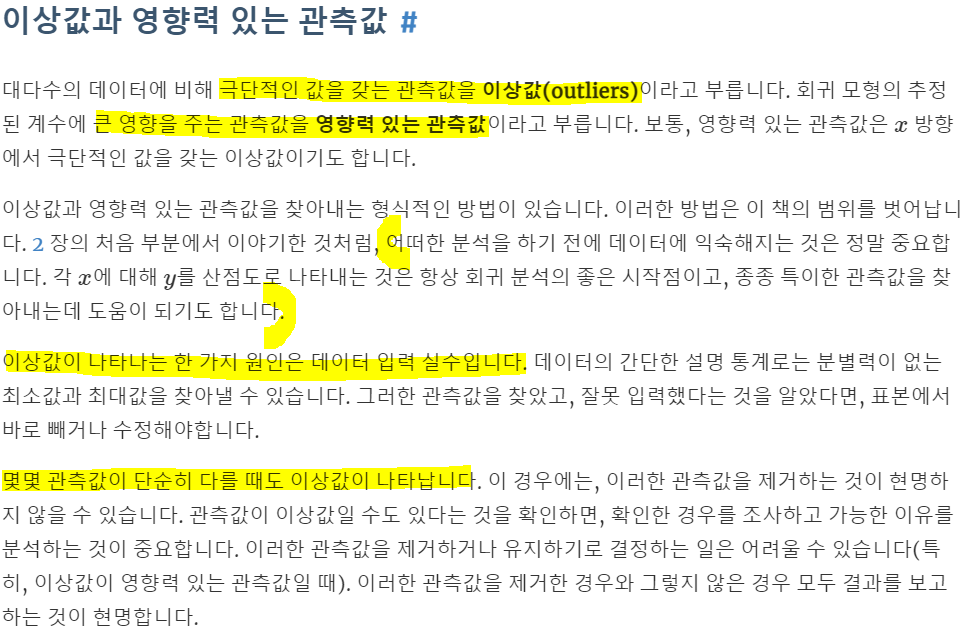 이상값과 영향력 있는 관측값 #
대다수의 데이터에 비해 극단적인 값을 갖는 관측값을 이상값(outliers)이라고 부릅니다. 회귀 모형의 추정
된 계수에 큰 영향을 주는 관측값을 영향력 있는 관측값이라고 부릅니다. 보통, 영향력 있는 관측값은 x 방향
에서 극단적인 값을 갖는 이상값이기도 합니다.
이상값과 영향력 있는 관측값을 찾아내는 형식적인 방법이 있습니다. 이러한 방법은 이 책의 범위를 벗어납니
다. 2 장의 처음 부분에서 이야기한 것처럼, 어떠한 분석을 하기 전에 데이터에 익숙해지는 것은 정말 중요합
니다. 각 x에 대해 y를 산점도로 나타내는 것은 항상 회귀 분석의 좋은 시작점이고, 종종 특이한 관측값을 찾
아내는데 도움이 되기도 합니다.
이상값이 나타나는 한 가지 원인은 데이터 입력 실수입니다. 데이터의 간단한 설명 통계로는 분별력이 없는
최소값과 최대값을 찾아낼 수 있습니다. 그러한 관측값을 찾았고, 잘못 입력했다는 것을 알았다면, 표본에서
바로 빼거나 수정해야합니다.
몇몇 관측값이 단순히 다를 때도 이상값이 나타납니다. 이 경우에는, 이러한 관측값을 제거하는 것이 현명하
지 않을 수 있습니다. 관측값이 이상값일 수도 있다는 것을 확인하면, 확인한 경우를 조사하고 가능한 이유를
분석하는 것이 중요합니다. 이러한 관측값을 제거하거나 유지하기로 결정하는 일은 어려울 수 있습니다(특
히, 이상값이 영향력 있는 관측값일 때). 이러한 관측값을 제거한 경우와 그렇지 않은 경우 모두 결과를 보고
하는 것이 현명합니다.